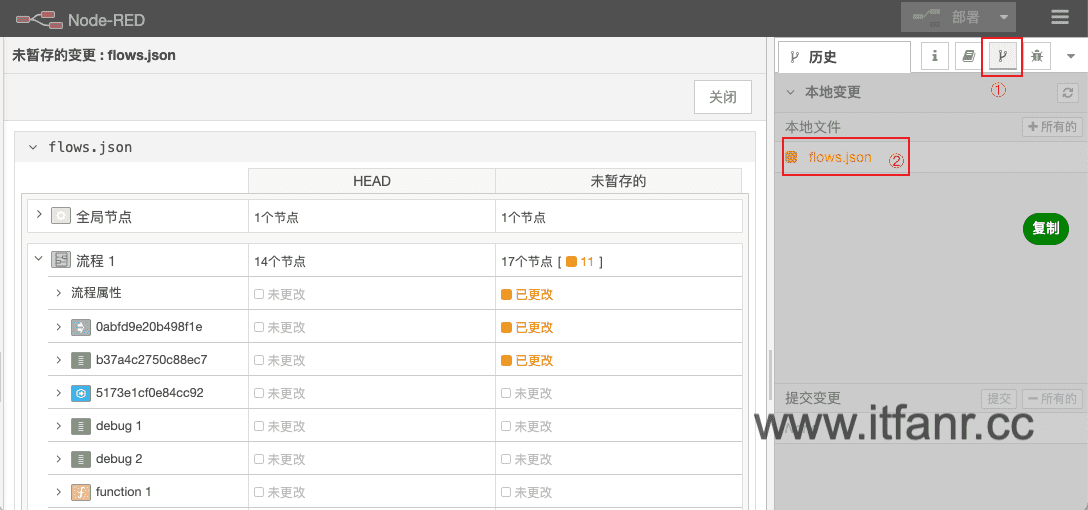 Node-RED
部署
未暂存的变更 : flows.json
关闭
flows.json
HEAD
未暂存的
全局节点
1个节点
1个节点
流程 1
14个节点
17个节点 [ 11 ]
流程属性
未更改
已更改
0abfd9e20b498f1e
未更改
已更改
b37a4c2750c88ec7
未更改
已更改
5173e1cf0e84cc92
未更改
未更改
debug 1
未更改
未更改
debug 2
未更改
未更改
function 1
未更改
未更改
历史
①
本地变更
本地文件
+所有的
flows.json
②
复制
提交变更
提交
−所有的
www.itfanr.cc